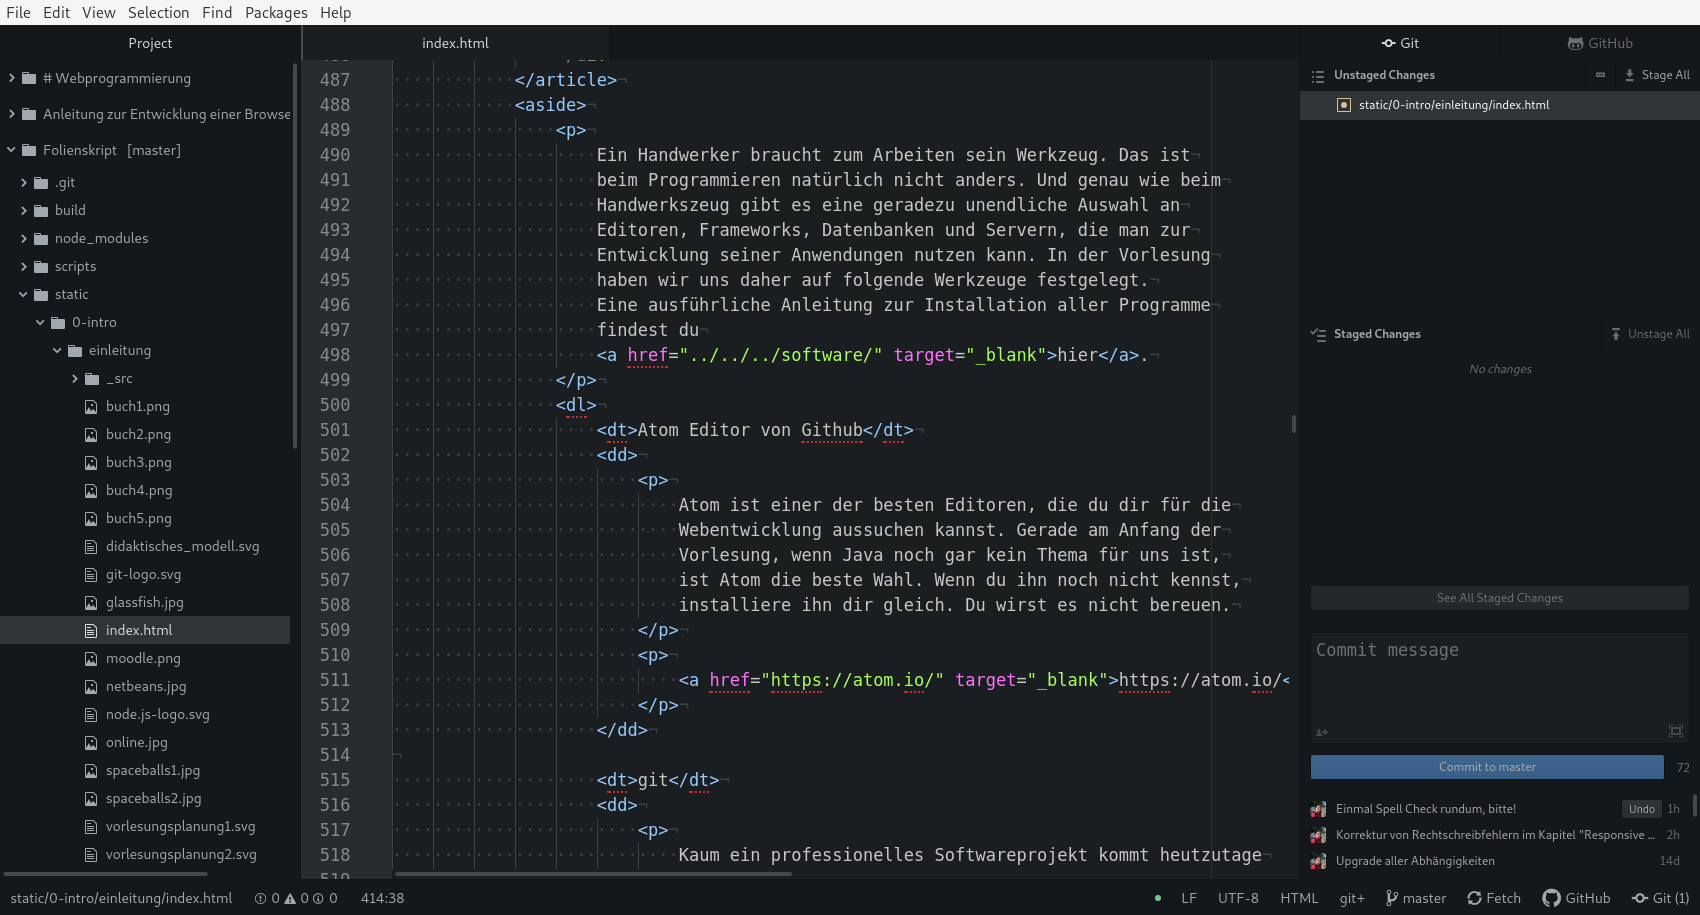 File Edit View Selection Find Packages Help
Project
# Webprogrammierung
Anleitung zur Entwicklung einer Browse
Folienskript [master]
.git
build
node_modules
scripts
static
0-intro
einleitung
_src
buch1.png
buch2.png
buch3.png
buch4.png
buch5.png
didaktisches_modell.svg
git-logo.svg
glassfish.jpg
index.html
moodle.png
netbeans.jpg
node.js-logo.svg
online.jpg
spaceballs1.jpg
spaceballs2.jpg
vorlesungsplanung1.svg
vorlesungsplanung2.svg
index.html
487 </article>
488 <aside>
489 <p>
490 Ein Handwerker braucht zum Arbeiten sein Werkzeug. Das ist
491 beim Programmieren natürlich nicht anders. Und genau wie beim
492 Handwerkszeug gibt es eine geradezu unendliche Auswahl an
493 Editoren, Frameworks, Datenbanken und Servern, die man zur
494 Entwicklung seiner Anwendungen nutzen kann. In der Vorlesung
495 haben wir uns daher auf folgende Werkzeuge festgelegt.
496 Eine ausführliche Anleitung zur Installation aller Programme
497 findest du
498 <a href="../../../software/" target="_blank">hier</a>.
499 </p>
500 <dl>
501 <dt>Atom Editor von Github</dt>
502 <dd>
503 <p>
504 Atom ist einer der besten Editoren, die du dir für die
505 Webentwicklung aussuchen kannst. Gerade am Anfang der
506 Vorlesung, wenn Java noch gar kein Thema für uns ist,
507 ist Atom die beste Wahl. Wenn du ihn noch nicht kennst,
508 installiere ihn dir gleich. Du wirst es nicht bereuen.
509 </p>
510 <p>
511 <a href="https://atom.io/" target="_blank">https://atom.io/<
512 </p>
513 </dd>
514
515 <dt>git</dt>
516 <dd>
517 <p>
518 Kaum ein professionelles Softwareprojekt kommt heutzutage
Git GitHub
Unstaged Changes ... Stage All
static/0-intro/einleitung/index.html
Staged Changes Unstage All
No changes
See All Staged Changes
Commit message
Commit to master 72
Einmal Spell Check rundum, bitte! Undo 1h
Korrektur von Rechtschreibfehlern im Kapitel "Responsive ... 2h
Upgrade aller Abhängigkeiten 14d
static/0-intro/einleitung/index.html 0 0 0 414:38 LF UTF-8 HTML git+ master Fetch GitHub Git (1)